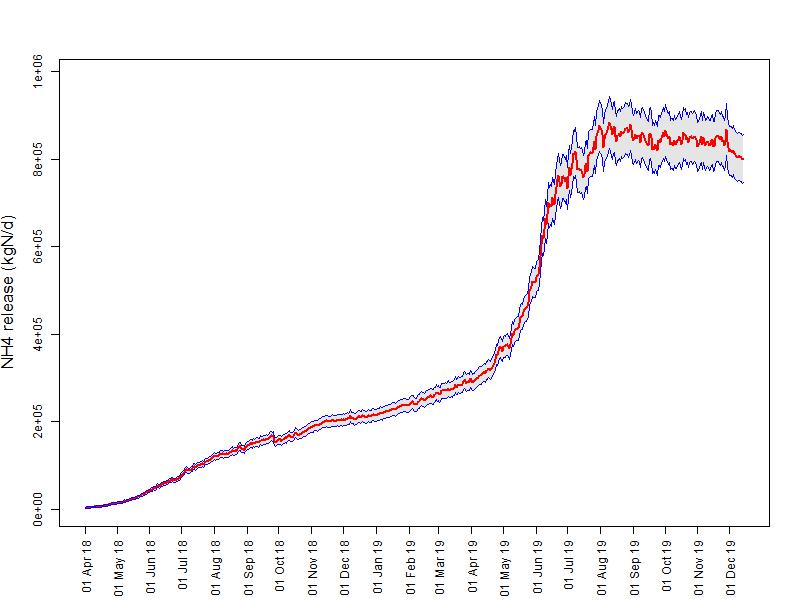 NH4 release (kgN/d)
1e+06
8e+05
6e+05
4e+05
2e+05
0e+00
01 Apr 18
01 May 18
01 Jun 18
01 Jul 18
01 Aug 18
01 Sep 18
01 Oct 18
01 Nov 18
01 Dec 18
01 Jan 19
01 Feb 19
01 Mar 19
01 Apr 19
01 May 19
01 Jun 19
01 Jul 19
01 Aug 19
01 Sep 19
01 Oct 19
01 Nov 19
01 Dec 19